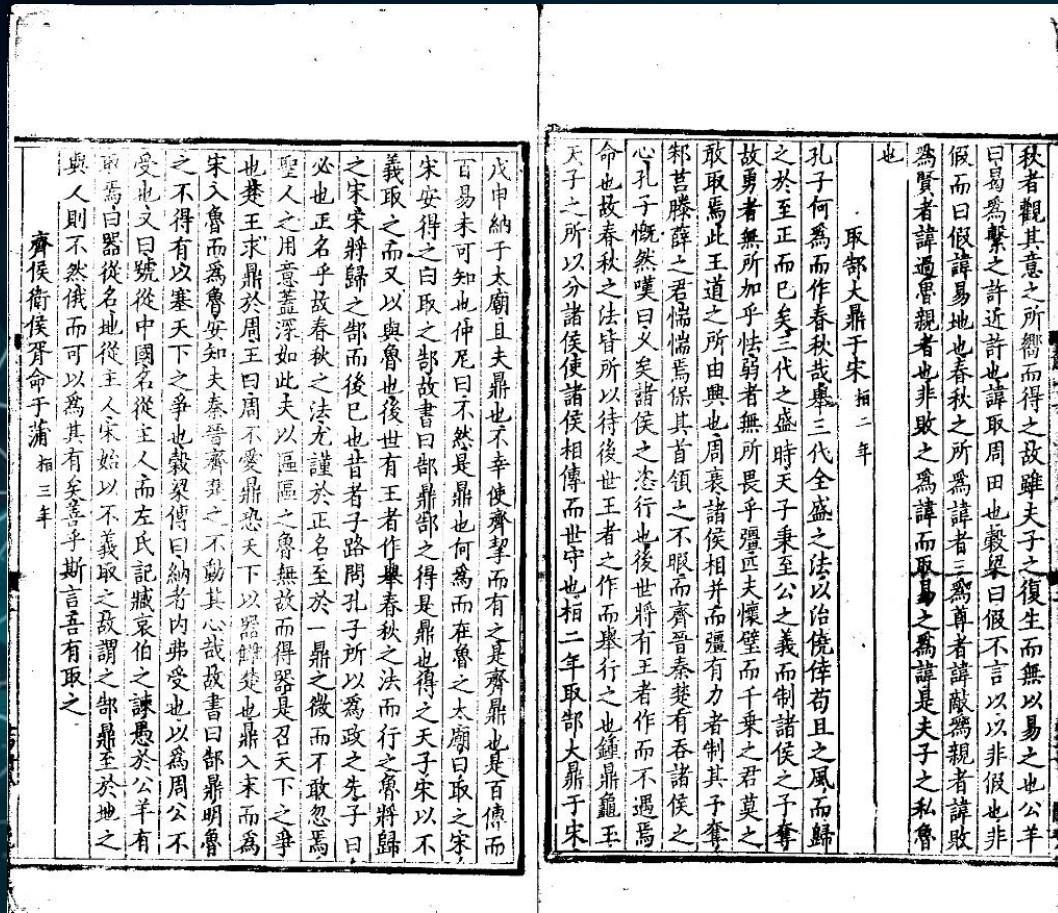 秋者觀其意之所嚮而得之故雖夫子之復生而無以易之也公羊
曰曷爲繫之許近許也諱取周田也穀梁曰假不言以以非假也非
假而曰假諱易地也春秋之所爲諱者三爲尊者諱敵爲親者諱敗
爲賢者諱過魯親者也非敗之爲諱而取易之爲諱是夫子之私魯
也
取郜大鼎于宋 桓二年
孔子何爲而作春秋哉舉三代全盛之法以治僥倖苟且之風而歸
之於至正而已矣三代之盛時天子秉至公之義而制諸侯之予奪
故勇者無所加乎怯弱者無所畏乎彊匹夫懷璧而千乗之君莫之
敢取焉此王道之所由興也周衰諸侯相并而彊有力者制其予奪
邾莒滕薛之君惴惴焉保其首領之不暇而齊晉秦楚有吞諸侯之
心孔子慨然嘆曰乂矣諸侯之恣行也後世將有王者作而不遇焉
命也故春秋之法皆所以待後世王者之作而舉行之也鍾鼎龜玉
天子之所以分諸侯使諸侯相傳而世守也桓二年取郜大鼎于宋
戊申納于太廟且夫鼎也不幸使齊挈而有之是齊鼎也是百傳而
百易未可知也仲尼曰不然是鼎也何爲而在魯之太廟曰取之宋
宋安得之曰取之郜故書曰郜鼎郜之得是鼎也得之天子宋以不
義取之而又以與魯也後世有王者作舉春秋之法而行之魯將歸
之宋宋將歸之郜而後已也昔者子路問孔子所以爲政之先子曰
必也正名乎故春秋之法尤謹於正名至於一鼎之微而不敢忽焉
聖人之用意蓋深如此夫以區區之魯無故而得器是召天下之爭
也楚王求鼎於周王曰周不愛鼎恐天下以器讎楚也鼎入宋而爲
宋入魯而爲魯安知夫秦晉齊楚之不動其心哉故書曰郜鼎明魯
之不得有以塞天下之爭也穀梁傳曰納者内弗受也以爲周公不
受也又曰號從中國名從主人而左氏記臧哀伯之諫愚於公羊有
取焉曰器從名地從主人宋始以不義取之故謂之郜鼎至於地之
與人則不然俄而可以爲其有矣善乎斯言吾有取之
齊侯衛侯胥命于蒲 桓三年